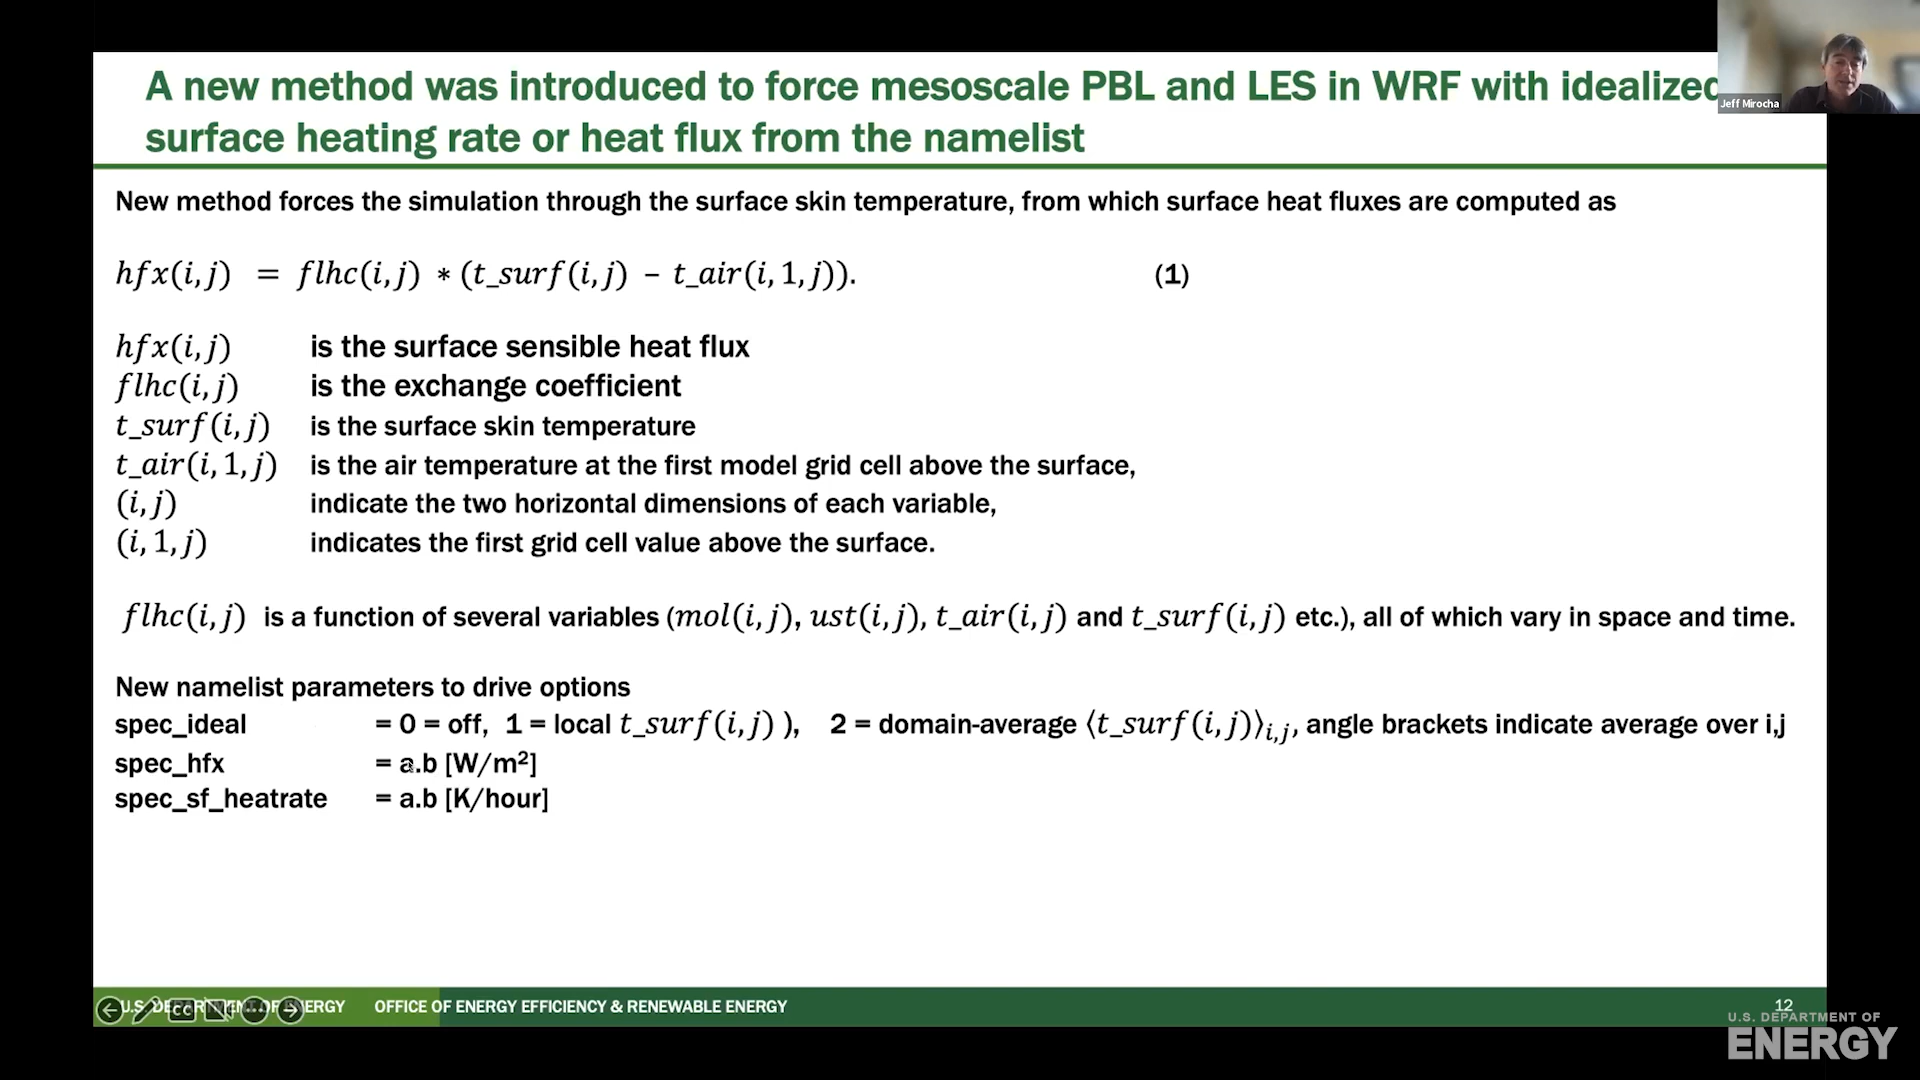 A new method was introduced to force mesoscale PBL and LES in WRF with idealized
surface heating rate or heat flux from the namelist
Jeff Mirocha
New method forces the simulation through the surface skin temperature, from which surface heat fluxes are computed as
hfx(i,j) = flhc(i,j) * (t_surf(i,j) – t_air(i,1,j)). (1)
hfx(i,j) is the surface sensible heat flux
flhc(i,j) is the exchange coefficient
t_surf(i,j) is the surface skin temperature
t_air(i,1,j) is the air temperature at the first model grid cell above the surface,
(i,j) indicate the two horizontal dimensions of each variable,
(i,1,j) indicates the first grid cell value above the surface.
flhc(i,j) is a function of several variables (mol(i,j), ust(i,j), t_air(i,j) and t_surf(i,j) etc.), all of which vary in space and time.
New namelist parameters to drive options
spec_ideal = 0 = off, 1 = local t_surf(i,j) ), 2 = domain-average ⟨t_surf(i,j)⟩i,j, angle brackets indicate average over i,j
spec_hfx = a.b [W/m²]
spec_sf_heatrate = a.b [K/hour]
U.S. DEPARTMENT OF ENERGY OFFICE OF ENERGY EFFICIENCY & RENEWABLE ENERGY 12
CC
U.S. DEPARTMENT OF
ENERGY